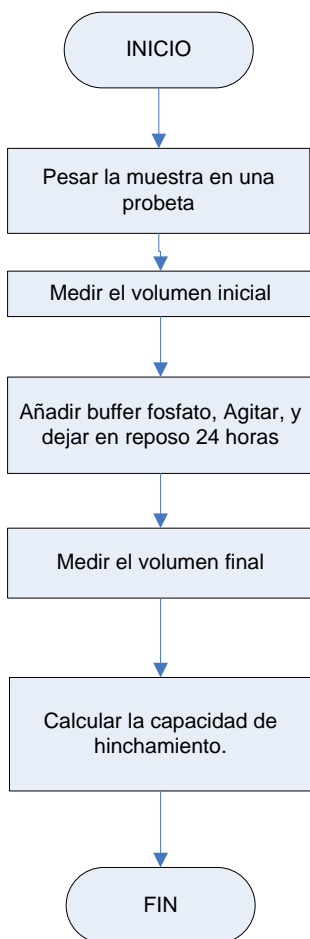 INICIO
Pesar la muestra en una
probeta
Medir el volumen inicial
Añadir buffer fosfato, Agitar, y
dejar en reposo 24 horas
Medir el volumen final
Calcular la capacidad de
hinchamiento.
FIN